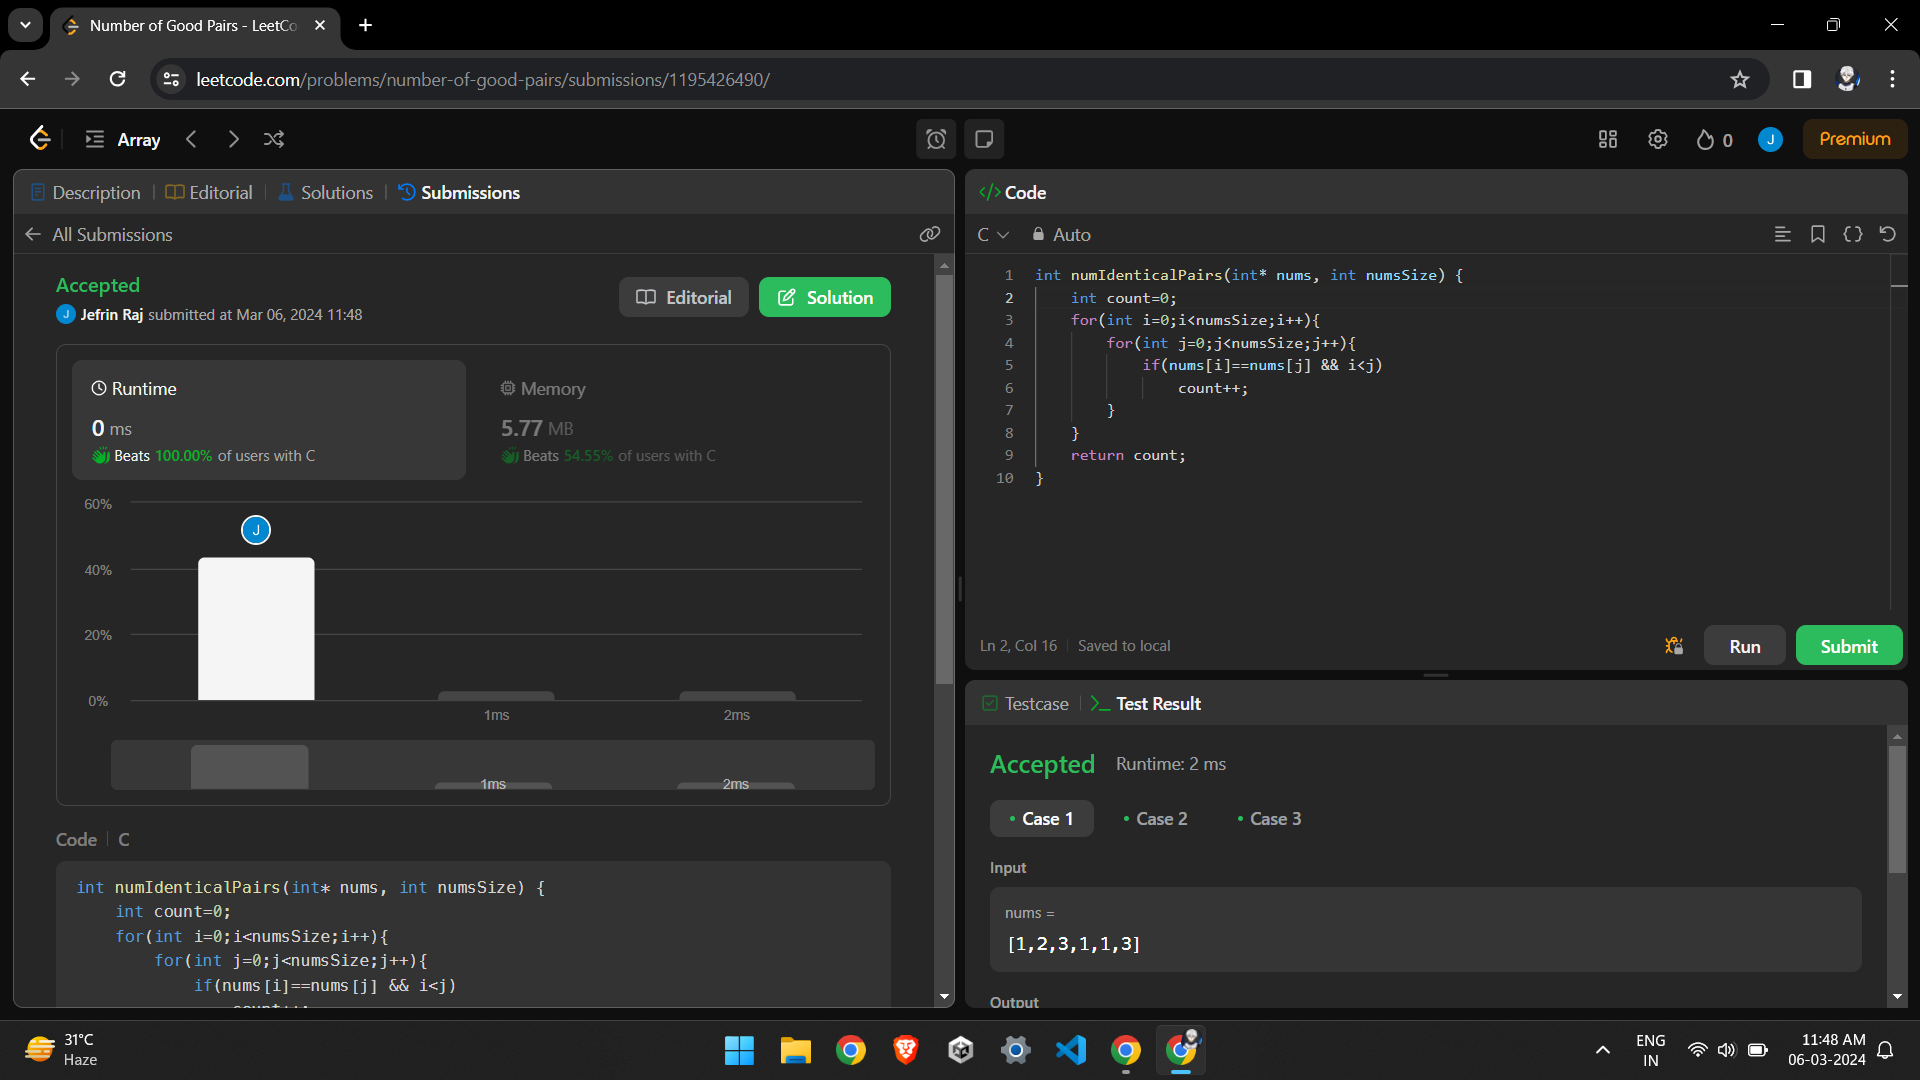 Number of Good Pairs - LeetCo
leetcode.com/problems/number-of-good-pairs/submissions/1195426490/
Array
0
J
Premium
Description
Editorial
Solutions
Submissions
All Submissions
Accepted
Editorial
Solution
J Jefrin Raj submitted at Mar 06, 2024 11:48
Runtime
0 ms
Beats 100.00% of users with C
Memory
5.77 MB
Beats 54.55% of users with C
60%
J
40%
20%
0%
1ms
2ms
1ms
2ms
Code
C
int numIdenticalPairs(int* nums, int numsSize) {
int count=0;
for(int i=0;i<numsSize;i++){
for(int j=0;j<numsSize;j++){
if(nums[i]==nums[j] && i<j)
count++;
</> Code
C
Auto
1 int numIdenticalPairs(int* nums, int numsSize) {
2 int count=0;
3 for(int i=0;i<numsSize;i++){
4 for(int j=0;j<numsSize;j++){
5 if(nums[i]==nums[j] && i<j)
6 count++;
7 }
8 }
9 return count;
10 }
Ln 2, Col 16
Saved to local
Run
Submit
Testcase
Test Result
Accepted
Runtime: 2 ms
Case 1
Case 2
Case 3
Input
nums =
[1,2,3,1,1,3]
Output
31°C
Haze
ENG
IN
11:48 AM
06-03-2024